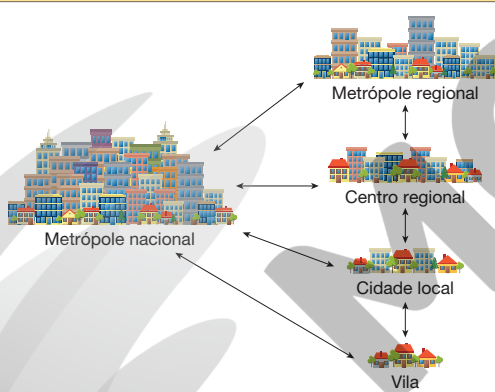 Metrópole regional
Centro regional
Metrópole nacional
Cidade local
Vila